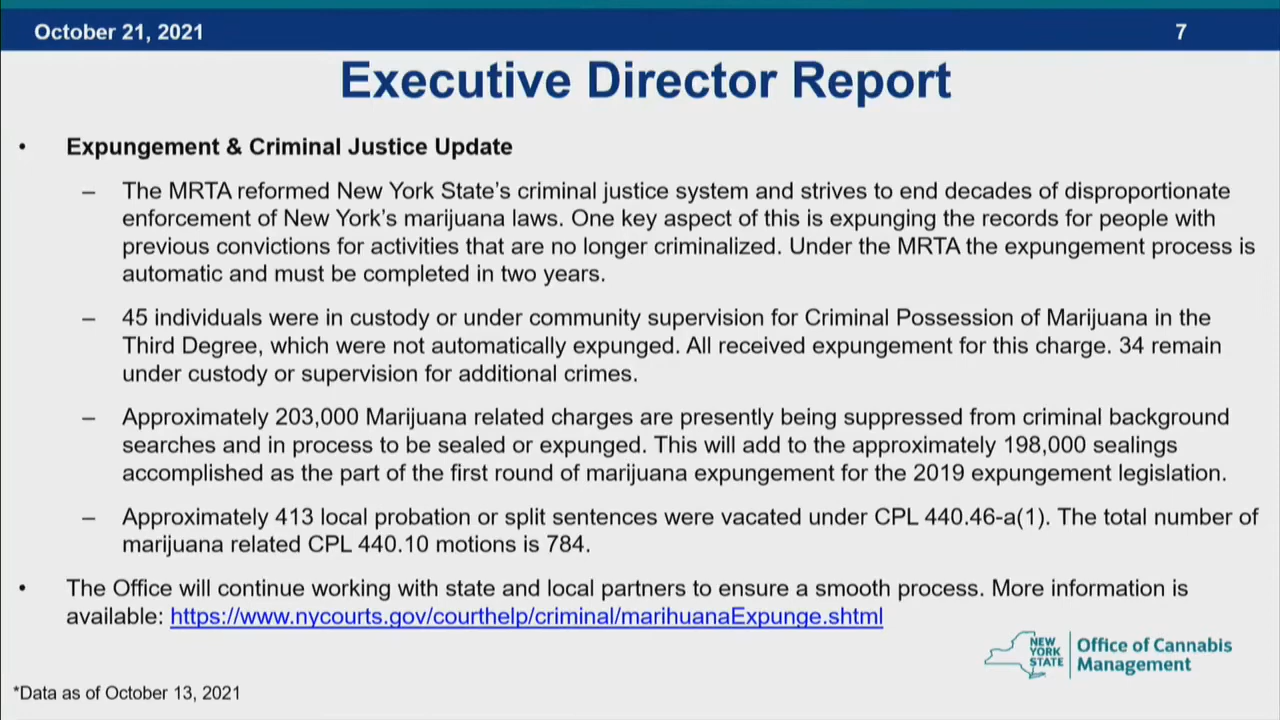 October 21, 2021
7
Executive Director Report
• Expungement & Criminal Justice Update
– The MRTA reformed New York State’s criminal justice system and strives to end decades of disproportionate
enforcement of New York’s marijuana laws. One key aspect of this is expunging the records for people with
previous convictions for activities that are no longer criminalized. Under the MRTA the expungement process is
automatic and must be completed in two years.
– 45 individuals were in custody or under community supervision for Criminal Possession of Marijuana in the
Third Degree, which were not automatically expunged. All received expungement for this charge. 34 remain
under custody or supervision for additional crimes.
– Approximately 203,000 Marijuana related charges are presently being suppressed from criminal background
searches and in process to be sealed or expunged. This will add to the approximately 198,000 sealings
accomplished as the part of the first round of marijuana expungement for the 2019 expungement legislation.
– Approximately 413 local probation or split sentences were vacated under CPL 440.46-a(1). The total number of
marijuana related CPL 440.10 motions is 784.
• The Office will continue working with state and local partners to ensure a smooth process. More information is
available: https://www.nycourts.gov/courthelp/criminal/marihuanaExpunge.shtml
NEW
YORK
STATE
Office of Cannabis
Management
*Data as of October 13, 2021